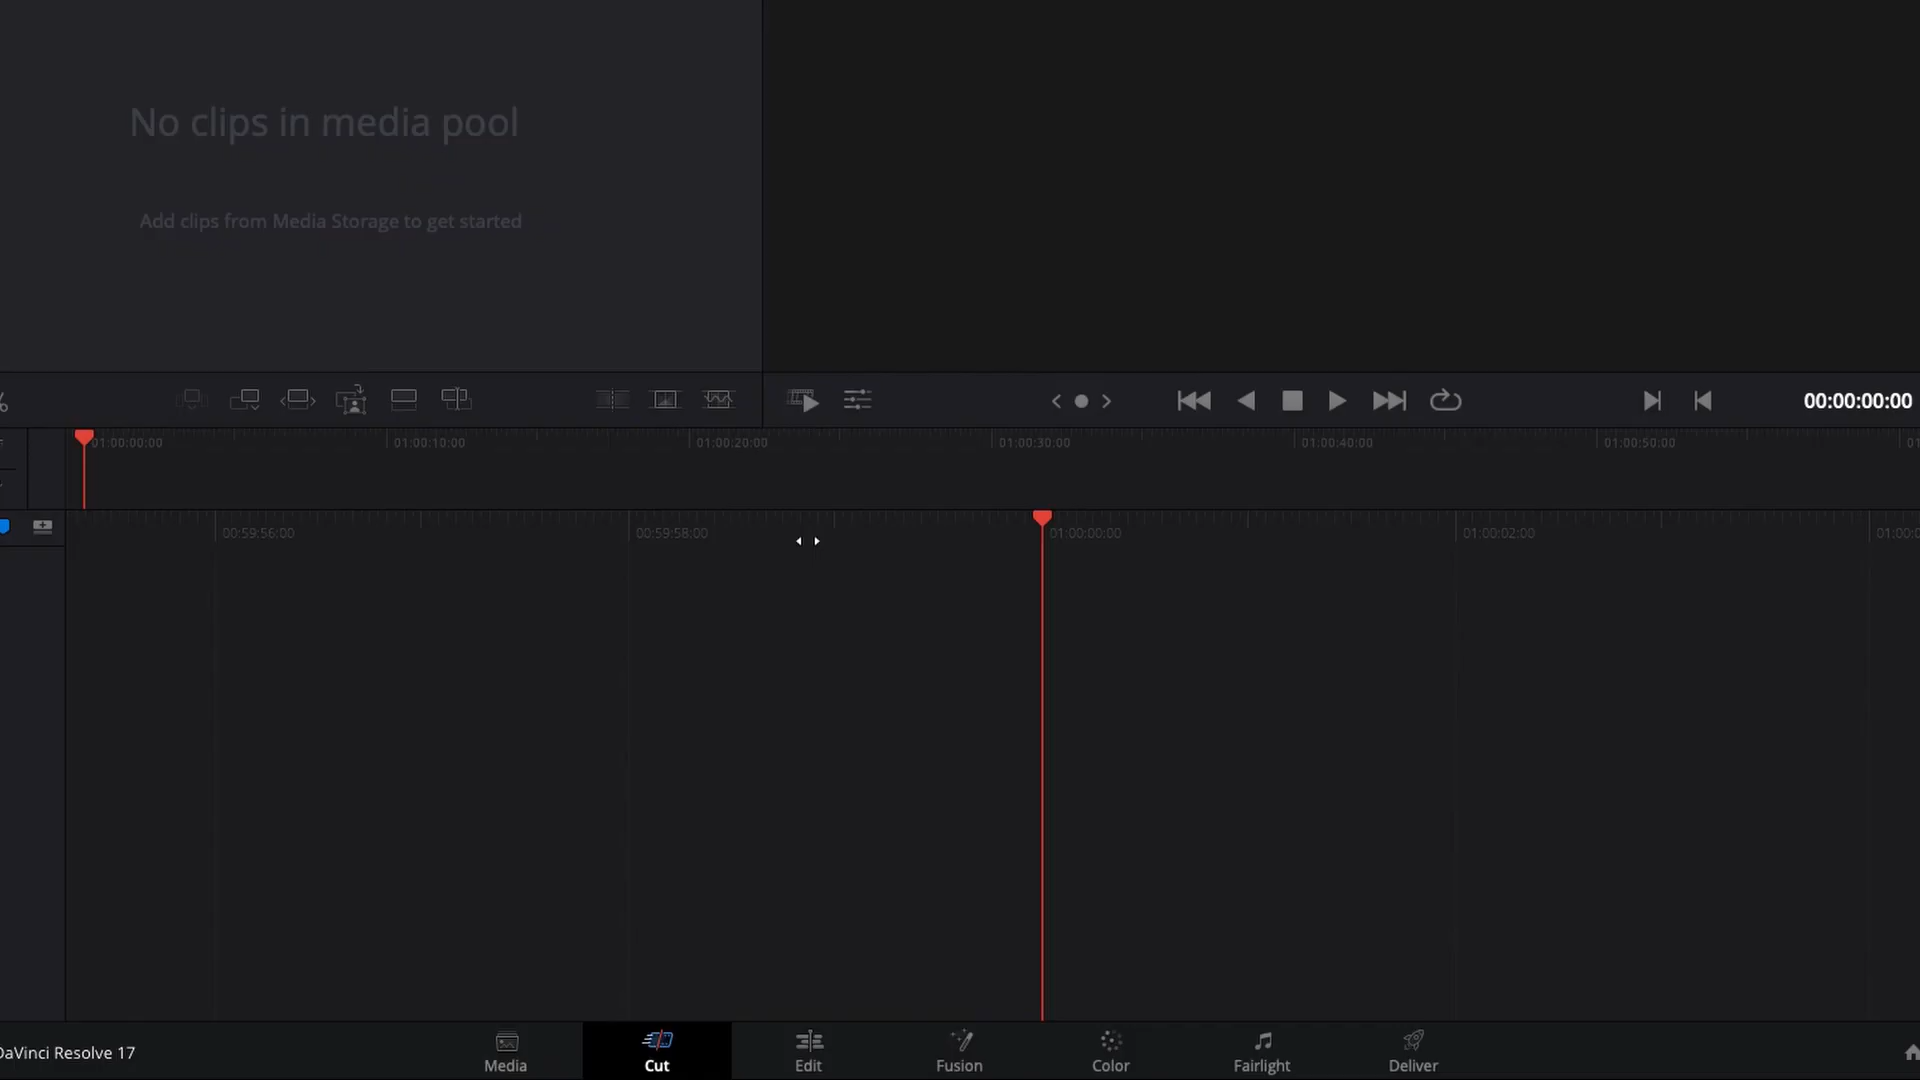 No clips in media pool
Add clips from Media Storage to get started
00:00:00:00
01:00:00:00 01:00:10:00 01:00:20:00 01:00:30:00 01:00:40:00 01:00:50:00
00:59:56:00 00:59:58:00 01:00:00:00 01:00:02:00
DaVinci Resolve 17
Media Cut Edit Fusion Color Fairlight Deliver